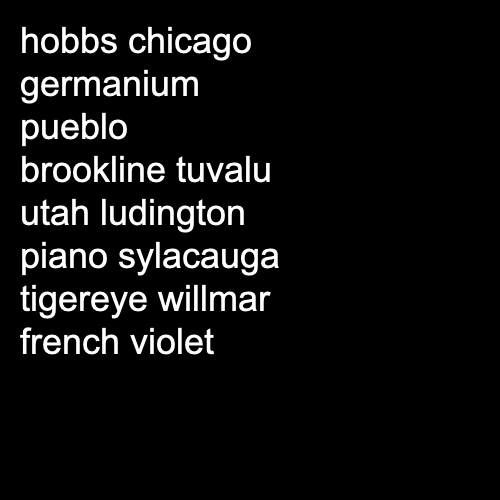 hobbs chicago
germanium
pueblo
brookline tuvalu
utah ludington
piano sylacauga
tigereye willmar
french violet